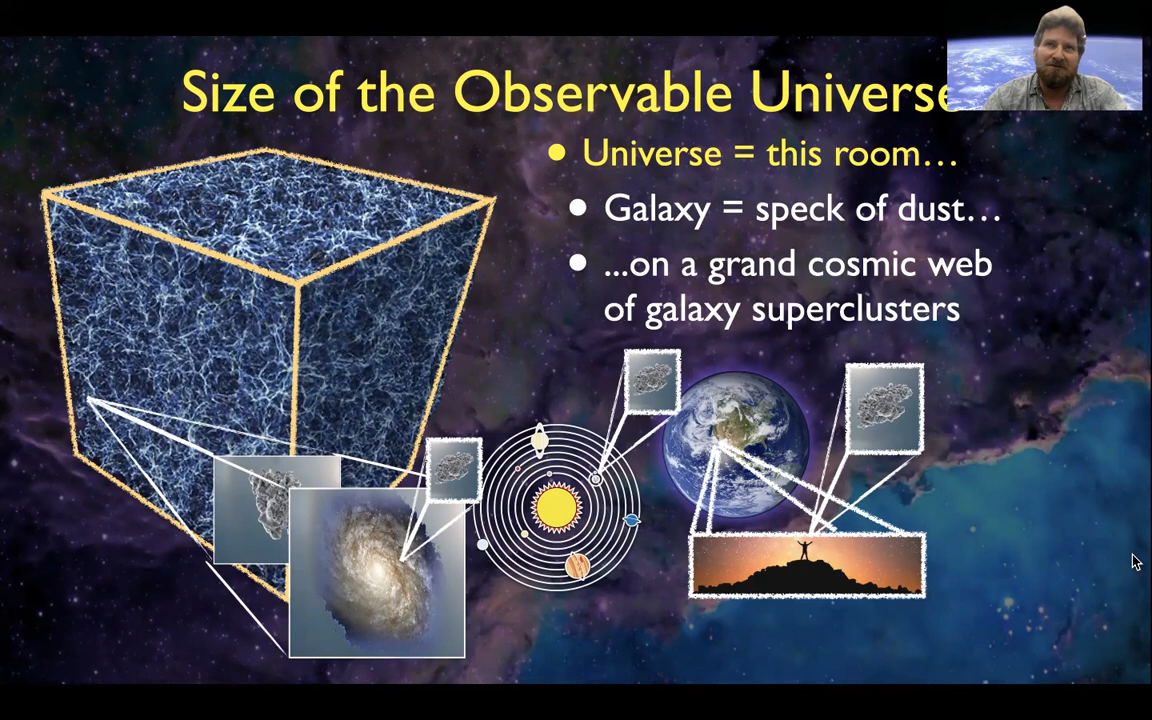 Size of the Observable Universe
• Universe = this room…
• Galaxy = speck of dust…
• ...on a grand cosmic web
of galaxy superclusters